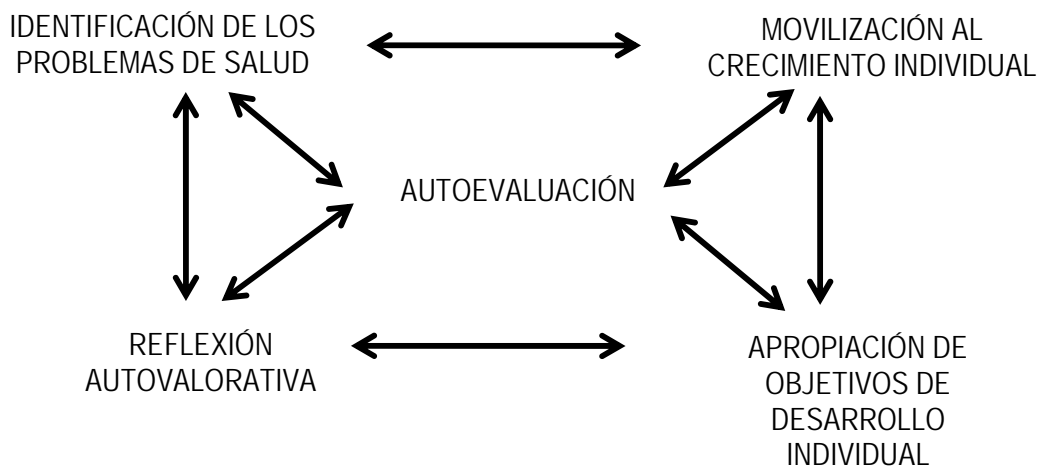 IDENTIFICACIÓN DE LOS
PROBLEMAS DE SALUD
MOVILIZACIÓN AL
CRECIMIENTO INDIVIDUAL
AUTOEVALUACIÓN
REFLEXIÓN
AUTOVALORATIVA
APROPIACIÓN DE
OBJETIVOS DE
DESARROLLO
INDIVIDUAL